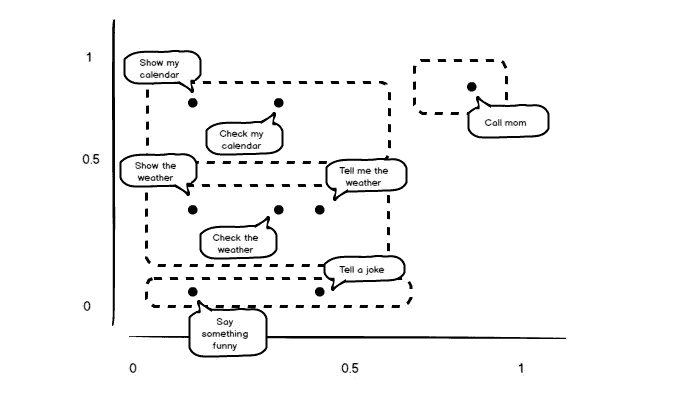 1
Show my
calendar
Check my
calendar
Call mom
0.5
Show the
weather
Tell me the
weather
Check the
weather
Tell a joke
0
Say
something
funny
0
0.5
1